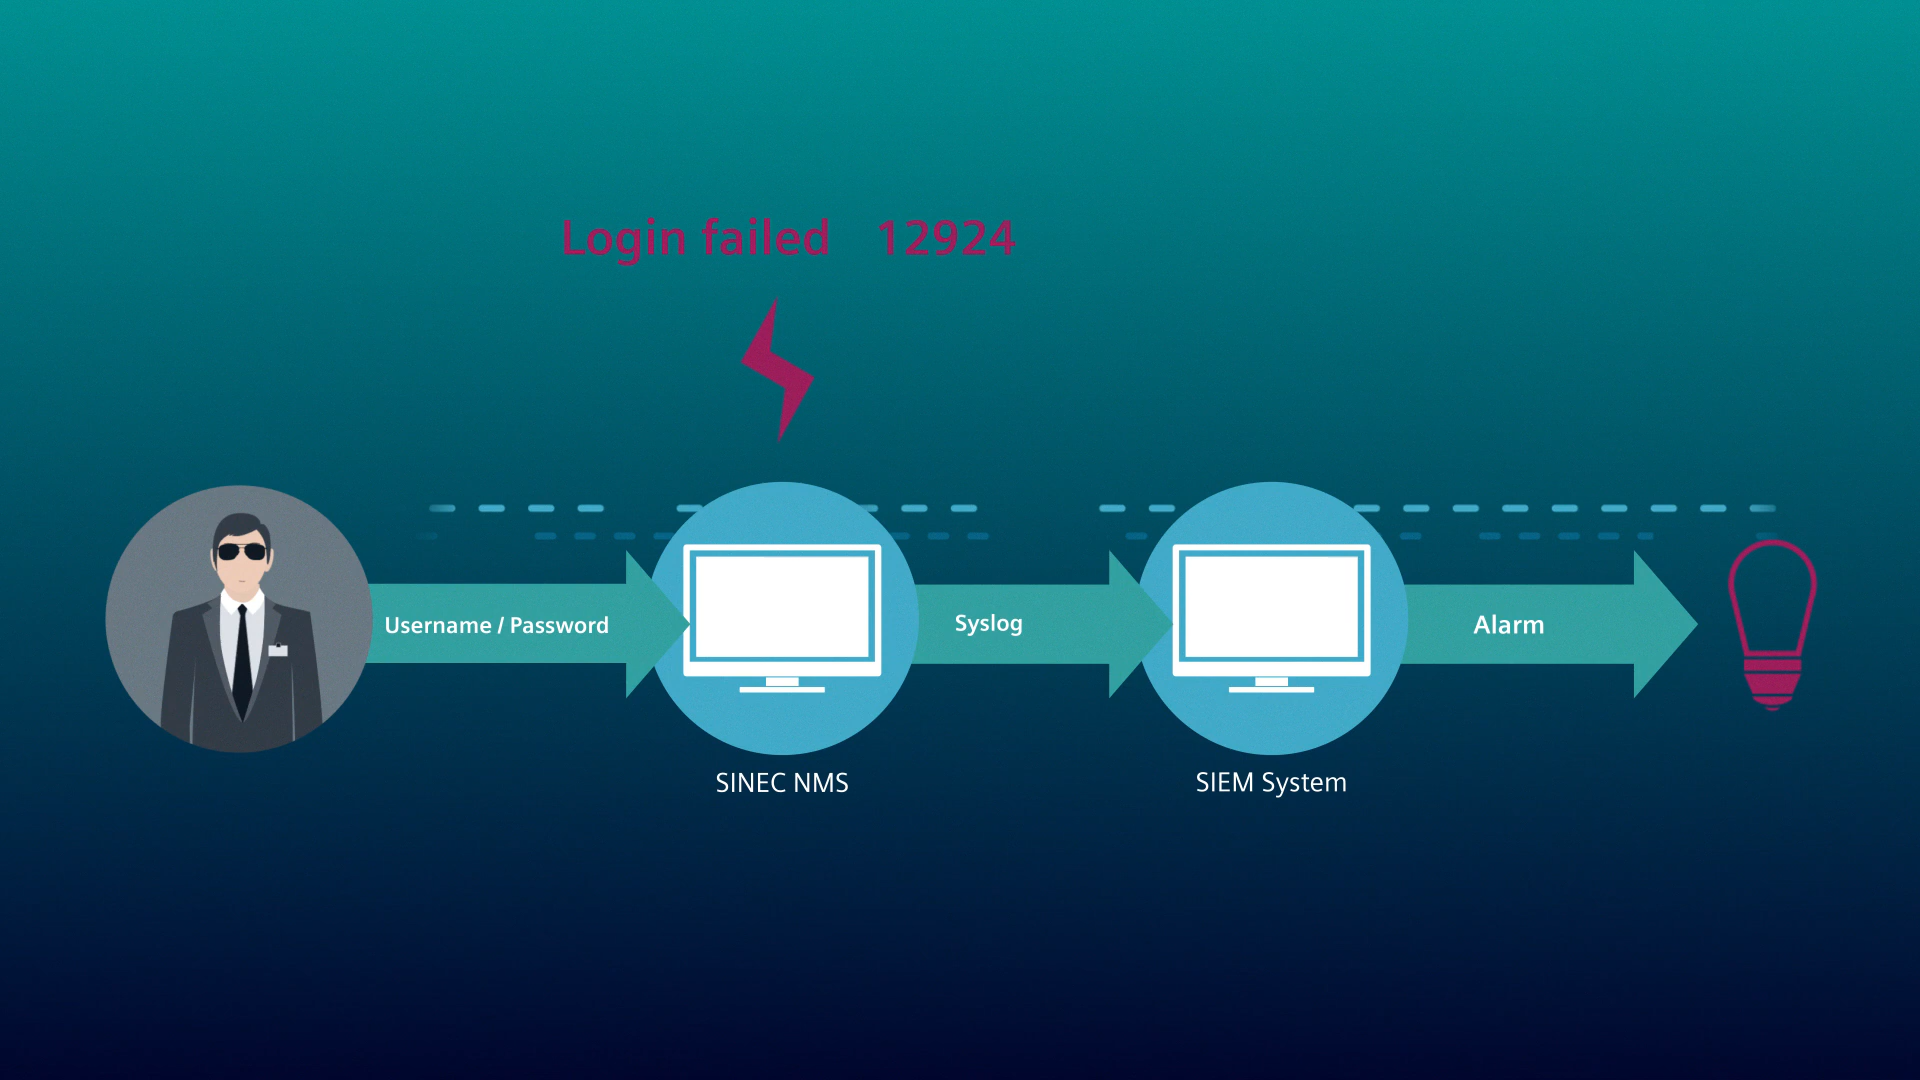 Login failed 12924
Username / Password
Syslog
Alarm
SINEC NMS
SIEM System